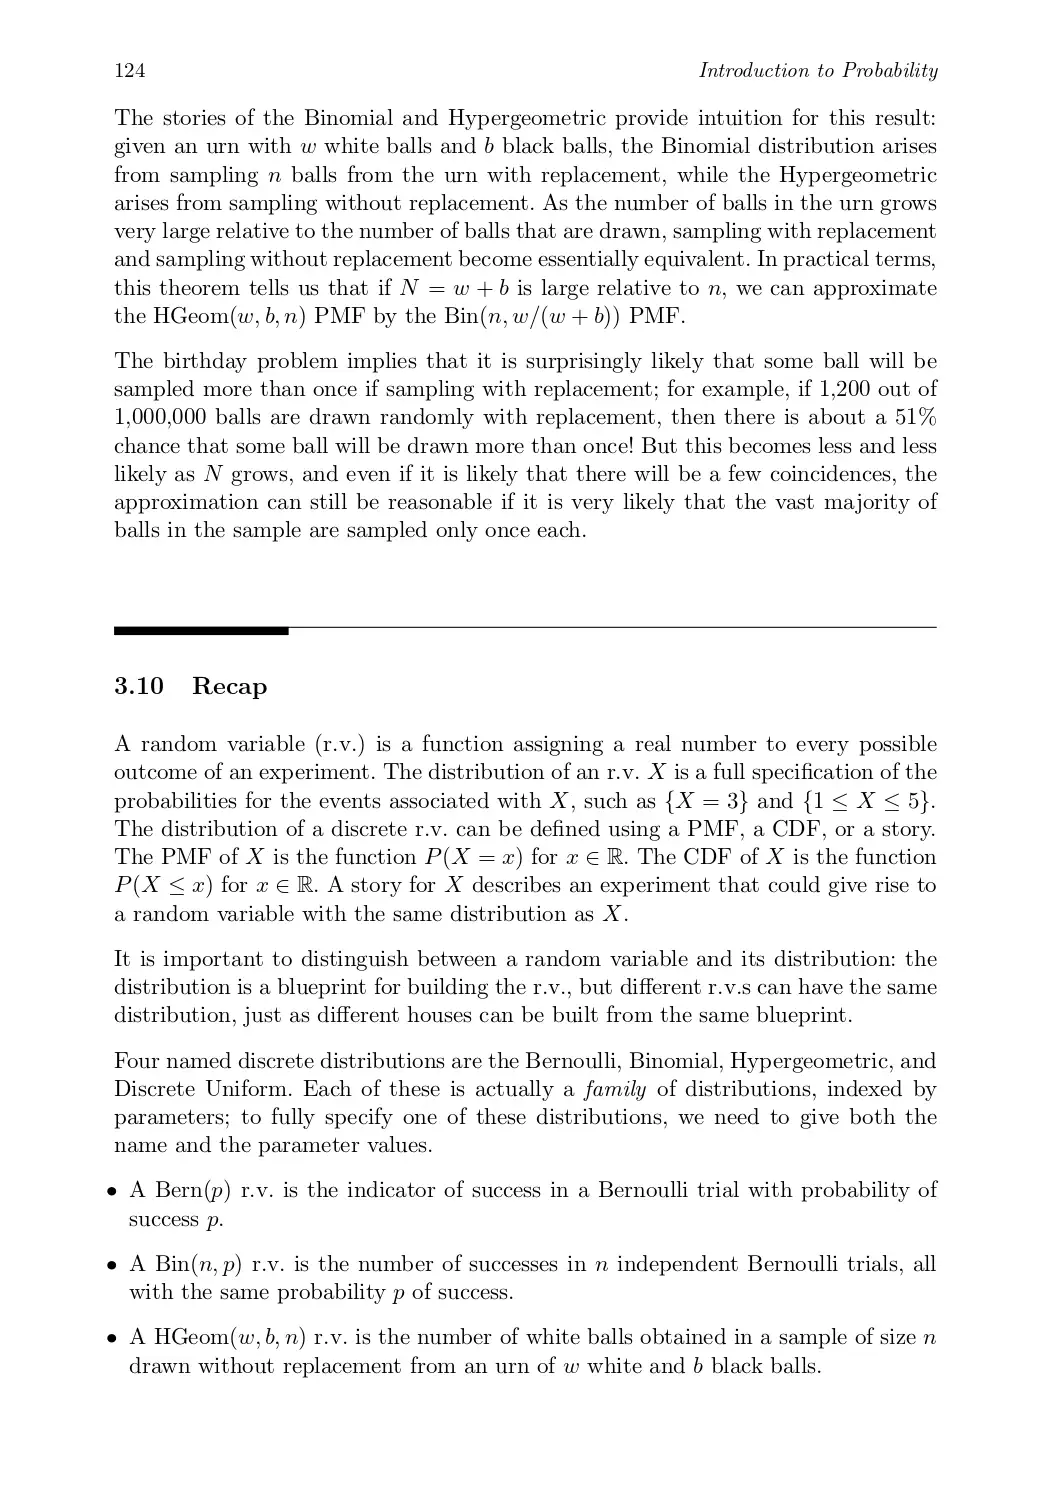 124 Introduction to Probability
The stories of the Binomial and Hypergeometric provide intuition for this result:
given an urn with w white balls and b black balls, the Binomial distribution arises
from sampling n balls from the urn with replacement, while the Hypergeometric
arises from sampling without replacement. As the number of balls in the urn grows
very large relative to the number of balls that are drawn, sampling with replacement
and sampling without replacement become essentially equivalent. In practical terms,
this theorem tells us that if N = w + b is large relative to n, we can approximate
the HGeom(w, b, n) PMF by the Bin(n, w/(w + b)) PMF.
The birthday problem implies that it is surprisingly likely that some ball will be
sampled more than once if sampling with replacement; for example, if 1,200 out of
1,000,000 balls are drawn randomly with replacement, then there is about a 51%
chance that some ball will be drawn more than once! But this becomes less and less
likely as N grows, and even if it is likely that there will be a few coincidences, the
approximation can still be reasonable if it is very likely that the vast majority of
balls in the sample are sampled only once each.
3.10 Recap
A random variable (r.v.) is a function assigning a real number to every possible
outcome of an experiment. The distribution of an r.v. X is a full specification of the
probabilities for the events associated with X, such as {X = 3} and {1 ≤ X ≤ 5}.
The distribution of a discrete r.v. can be defined using a PMF, a CDF, or a story.
The PMF of X is the function P(X = x) for x ∈ ℝ. The CDF of X is the function
P(X ≤ x) for x ∈ ℝ. A story for X describes an experiment that could give rise to
a random variable with the same distribution as X.
It is important to distinguish between a random variable and its distribution: the
distribution is a blueprint for building the r.v., but different r.v.s can have the same
distribution, just as different houses can be built from the same blueprint.
Four named discrete distributions are the Bernoulli, Binomial, Hypergeometric, and
Discrete Uniform. Each of these is actually a family of distributions, indexed by
parameters; to fully specify one of these distributions, we need to give both the
name and the parameter values.
• A Bern(p) r.v. is the indicator of success in a Bernoulli trial with probability of
success p.
• A Bin(n, p) r.v. is the number of successes in n independent Bernoulli trials, all
with the same probability p of success.
• A HGeom(w, b, n) r.v. is the number of white balls obtained in a sample of size n
drawn without replacement from an urn of w white and b black balls.